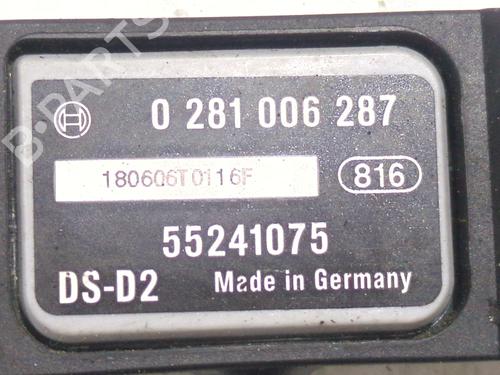 B-PARTS
0 281 006 287
180606T0116F
816
55241075
DS-D2 Made in Germany